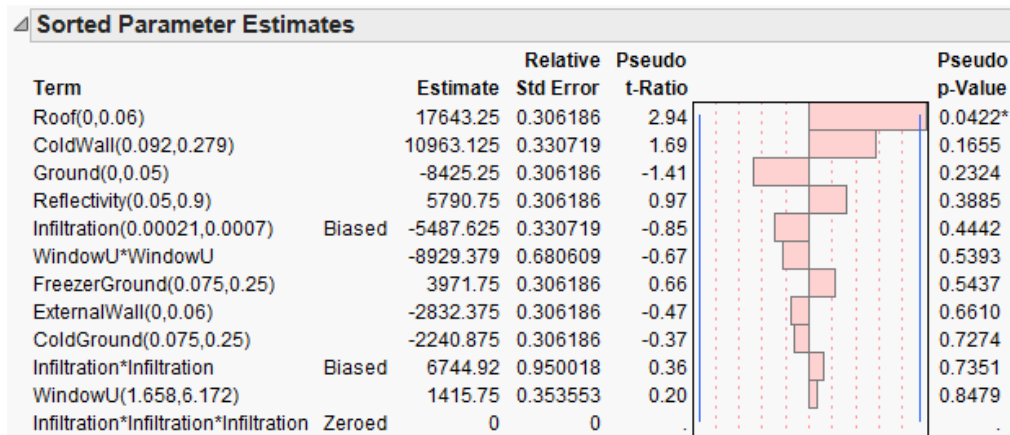 Sorted Parameter Estimates
Relative Pseudo Pseudo
Term Estimate Std Error t-Ratio p-Value
Roof(0,0.06) 17643.25 0.306186 2.94 0.0422*
ColdWall(0.092,0.279) 10963.125 0.330719 1.69 0.1655
Ground(0,0.05) -8425.25 0.306186 -1.41 0.2324
Reflectivity(0.05,0.9) 5790.75 0.306186 0.97 0.3885
Infiltration(0.00021,0.0007) Biased -5487.625 0.330719 -0.85 0.4442
WindowU*WindowU -8929.379 0.680609 -0.67 0.5393
FreezerGround(0.075,0.25) 3971.75 0.306186 0.66 0.5437
ExternalWall(0,0.06) -2832.375 0.306186 -0.47 0.6610
ColdGround(0.075,0.25) -2240.875 0.306186 -0.37 0.7274
Infiltration*Infiltration Biased 6744.92 0.950018 0.36 0.7351
WindowU(1.658,6.172) 1415.75 0.353553 0.20 0.8479
Infiltration*Infiltration*Infiltration Zeroed 0 0 . .